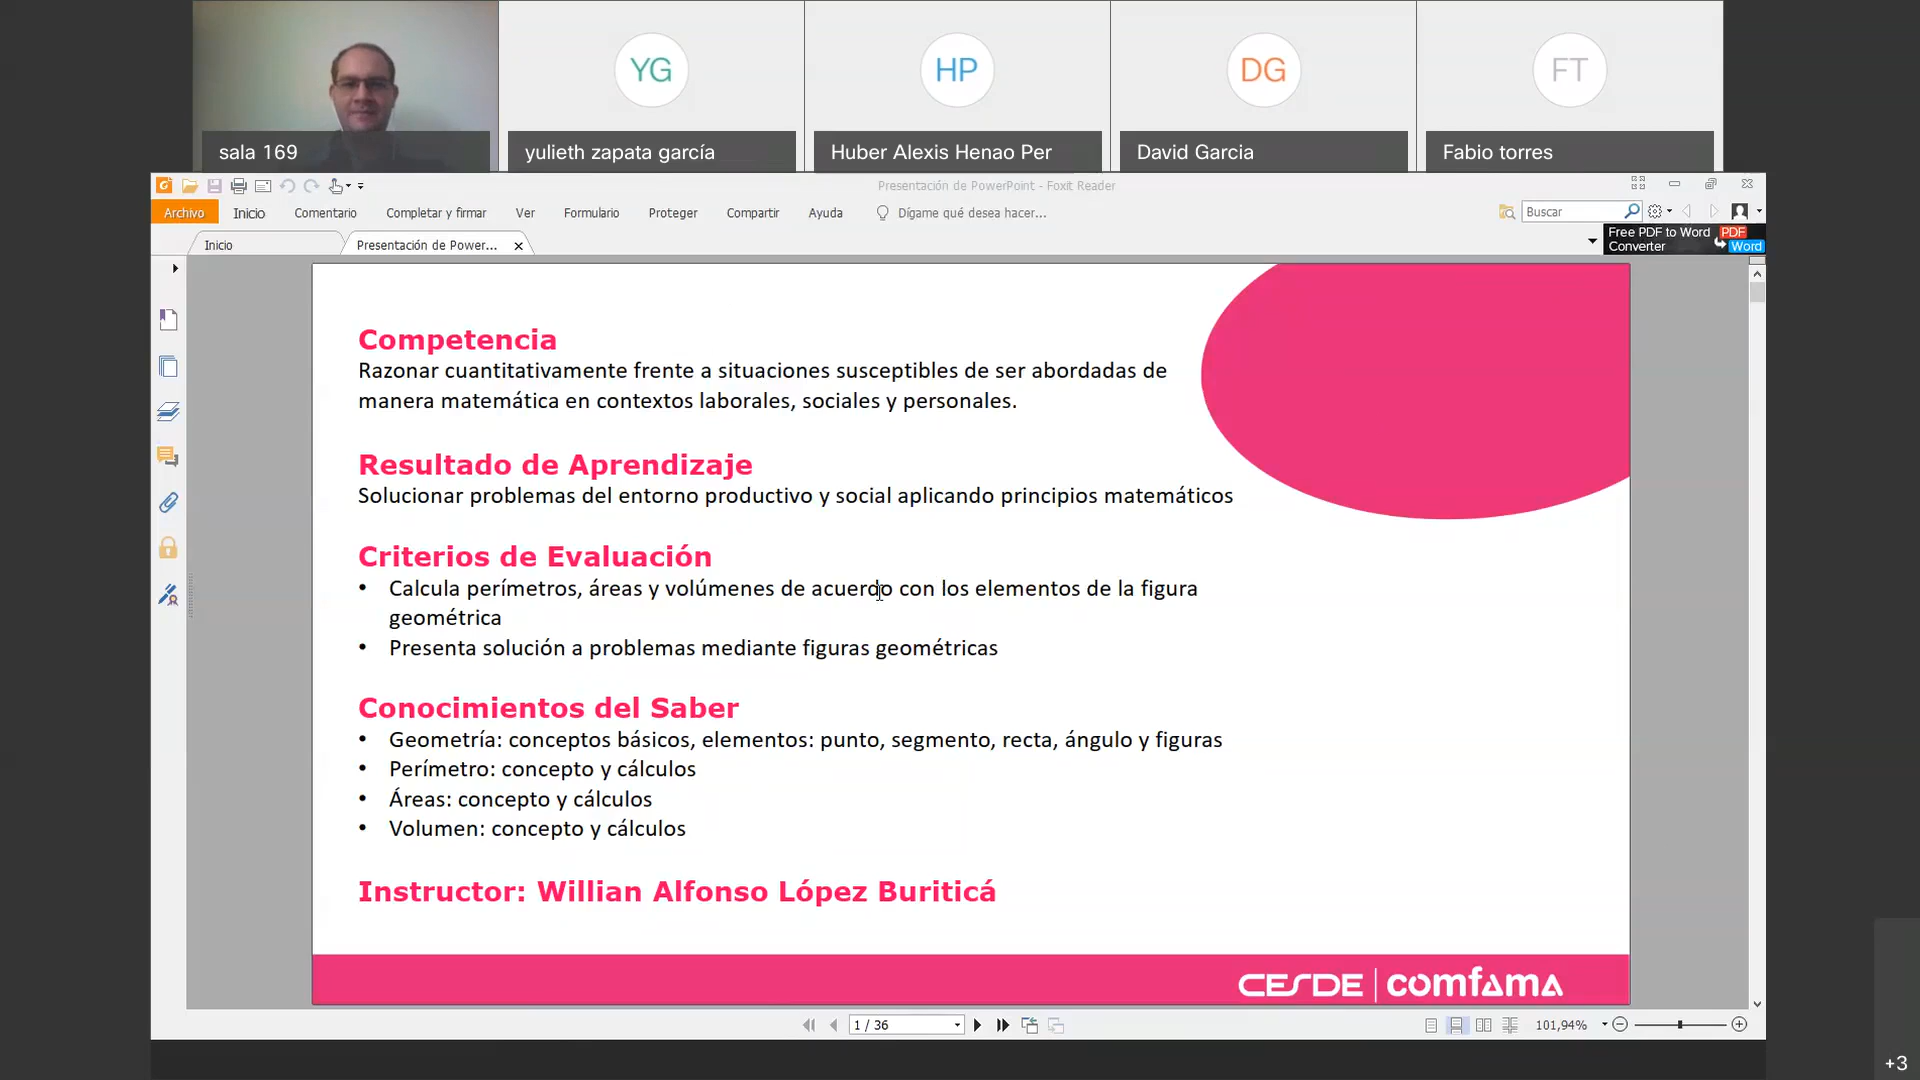 YG
HP
DG
FT
sala 169
yulieth zapata garcía
Huber Alexis Henao Per
David Garcia
Fabio torres
Presentación de PowerPoint - Foxit Reader
Archivo
Inicio
Comentario
Completar y firmar
Ver
Formulario
Proteger
Compartir
Ayuda
Dígame qué desea hacer...
Buscar
Inicio
Presentación de Power...
Free PDF to Word
Converter
PDF
Word
Competencia
Razonar cuantitativamente frente a situaciones susceptibles de ser abordadas de
manera matemática en contextos laborales, sociales y personales.
Resultado de Aprendizaje
Solucionar problemas del entorno productivo y social aplicando principios matemáticos
Criterios de Evaluación
• Calcula perímetros, áreas y volúmenes de acuerdo con los elementos de la figura
geométrica
• Presenta solución a problemas mediante figuras geométricas
Conocimientos del Saber
• Geometría: conceptos básicos, elementos: punto, segmento, recta, ángulo y figuras
• Perímetro: concepto y cálculos
• Áreas: concepto y cálculos
• Volumen: concepto y cálculos
Instructor: Willian Alfonso López Buriticá
CESDE | comfama
1 / 36
101,94%
+3